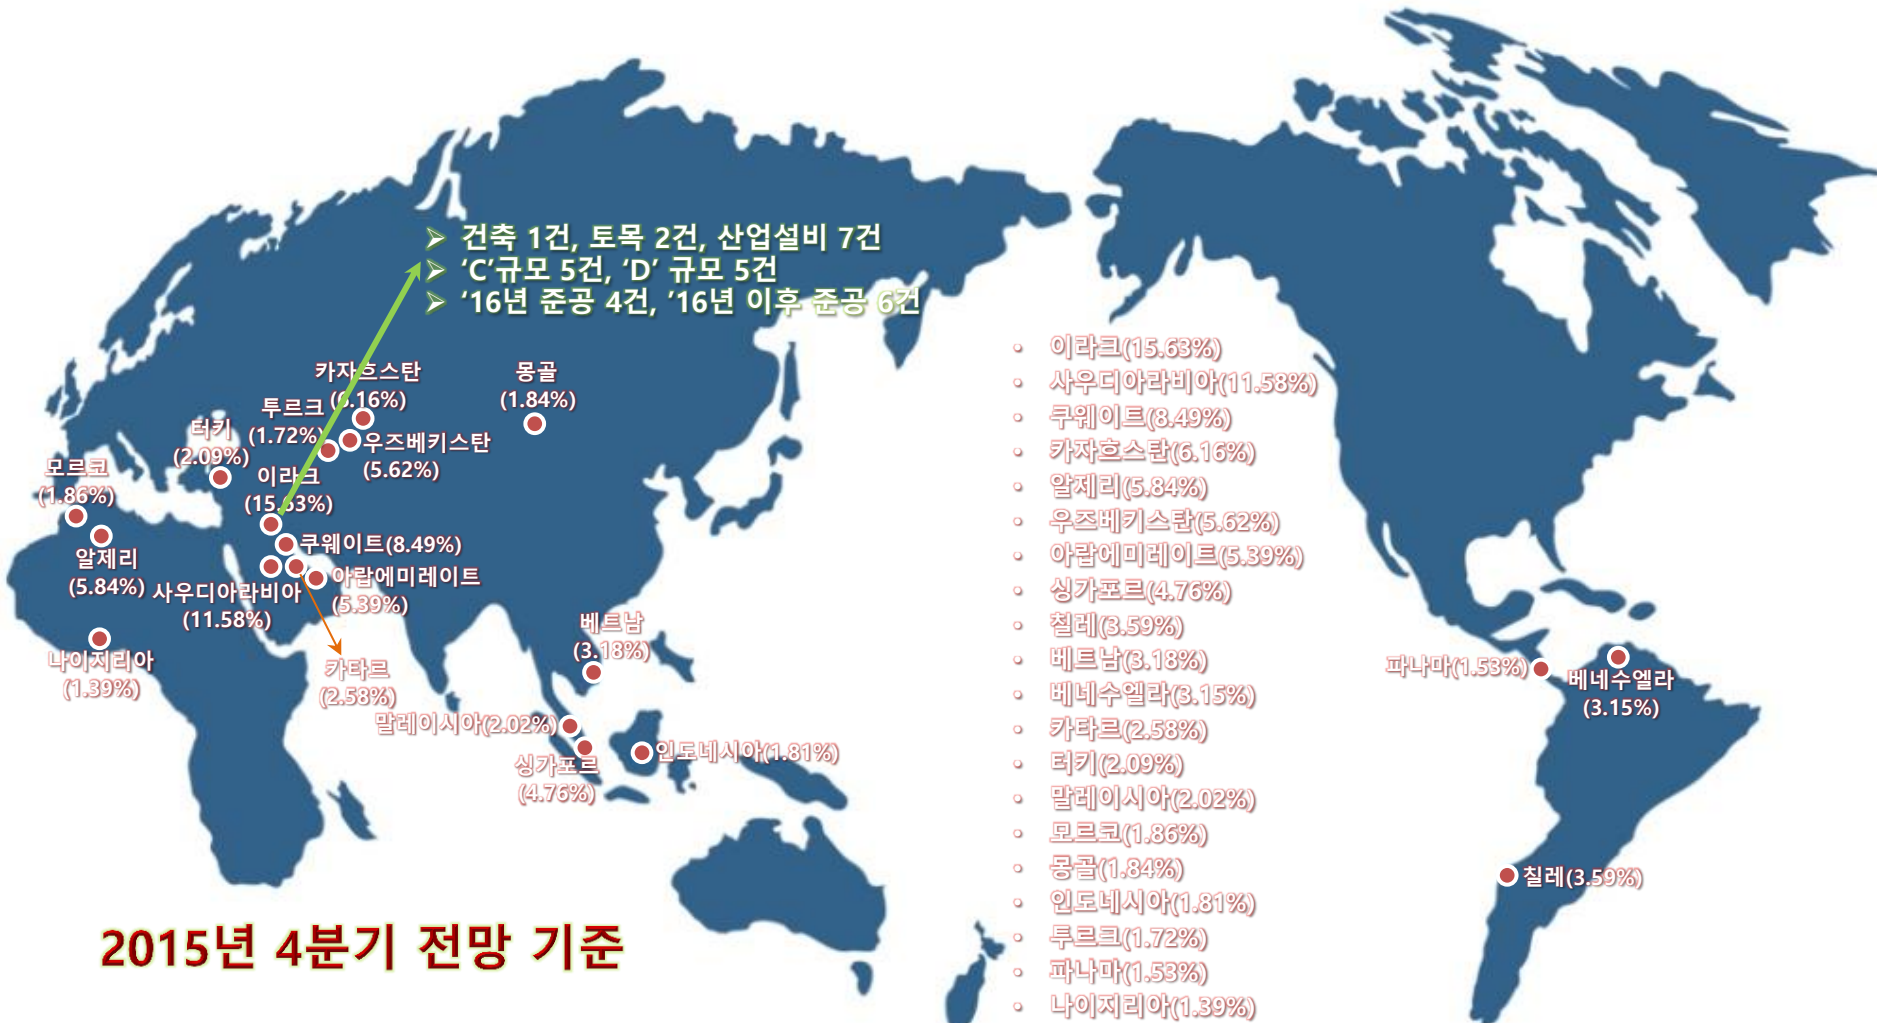 ➢ 건축 1건, 토목 2건, 산업설비 7건
➢ ‘C’규모 5건, ‘D’ 규모 5건
➢ ‘16년 준공 4건, ’16년 이후 준공 6건
카자흐스탄
(6.16%)
몽골
(1.84%)
투르크
(1.72%)
터키
(2.09%)
우즈베키스탄
(5.62%)
모르코
(1.86%)
이라크
(15.63%)
쿠웨이트(8.49%)
알제리
(5.84%)
사우디아라비아
(11.58%)
아랍에미레이트
(5.39%)
나이지리아
(1.39%)
카타르
(2.58%)
베트남
(3.18%)
말레이시아(2.02%)
싱가포르
(4.76%)
인도네시아(1.81%)
• 이라크(15.63%)
• 사우디아라비아(11.58%)
• 쿠웨이트(8.49%)
• 카자흐스탄(6.16%)
• 알제리(5.84%)
• 우즈베키스탄(5.62%)
• 아랍에미레이트(5.39%)
• 싱가포르(4.76%)
• 칠레(3.59%)
• 베트남(3.18%)
• 베네수엘라(3.15%)
• 카타르(2.58%)
• 터키(2.09%)
• 말레이시아(2.02%)
• 모르코(1.86%)
• 몽골(1.84%)
• 인도네시아(1.81%)
• 투르크(1.72%)
• 파나마(1.53%)
• 나이지리아(1.39%)
파나마(1.53%)
베네수엘라
(3.15%)
칠레(3.59%)
2015년 4분기 전망 기준